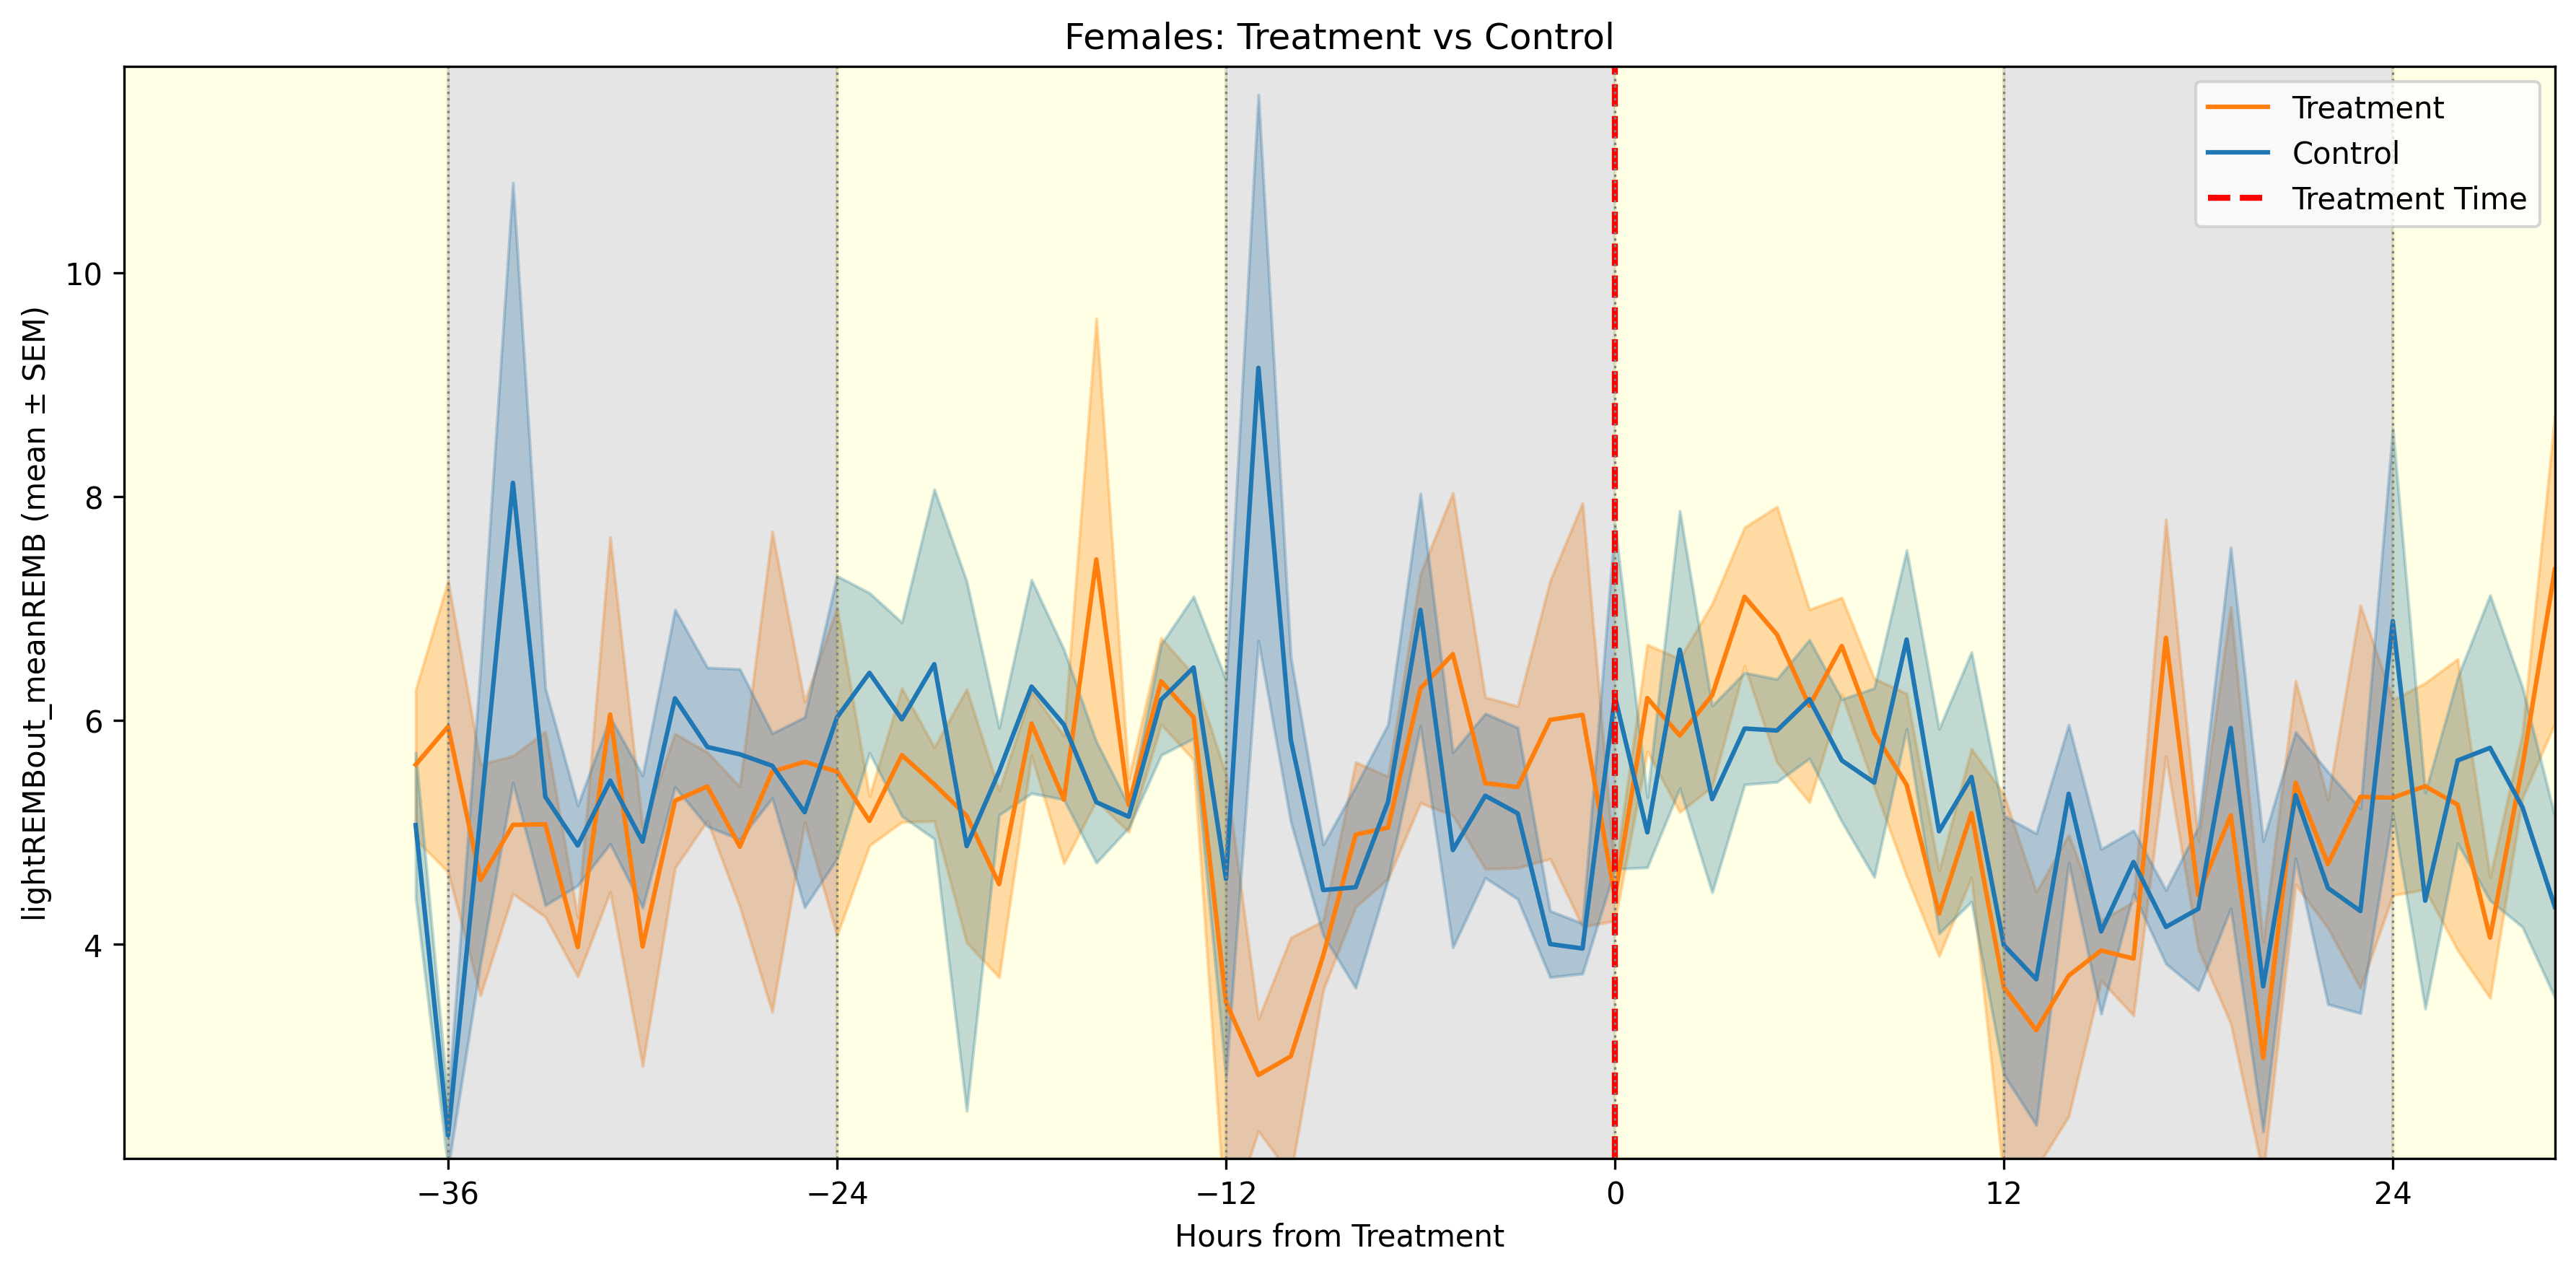 Females: Treatment vs Control
Treatment
Control
Treatment Time
lightREMBout_meanREMB (mean ± SEM)
10
8
6
4
−36
−24
−12
0
12
24
Hours from Treatment